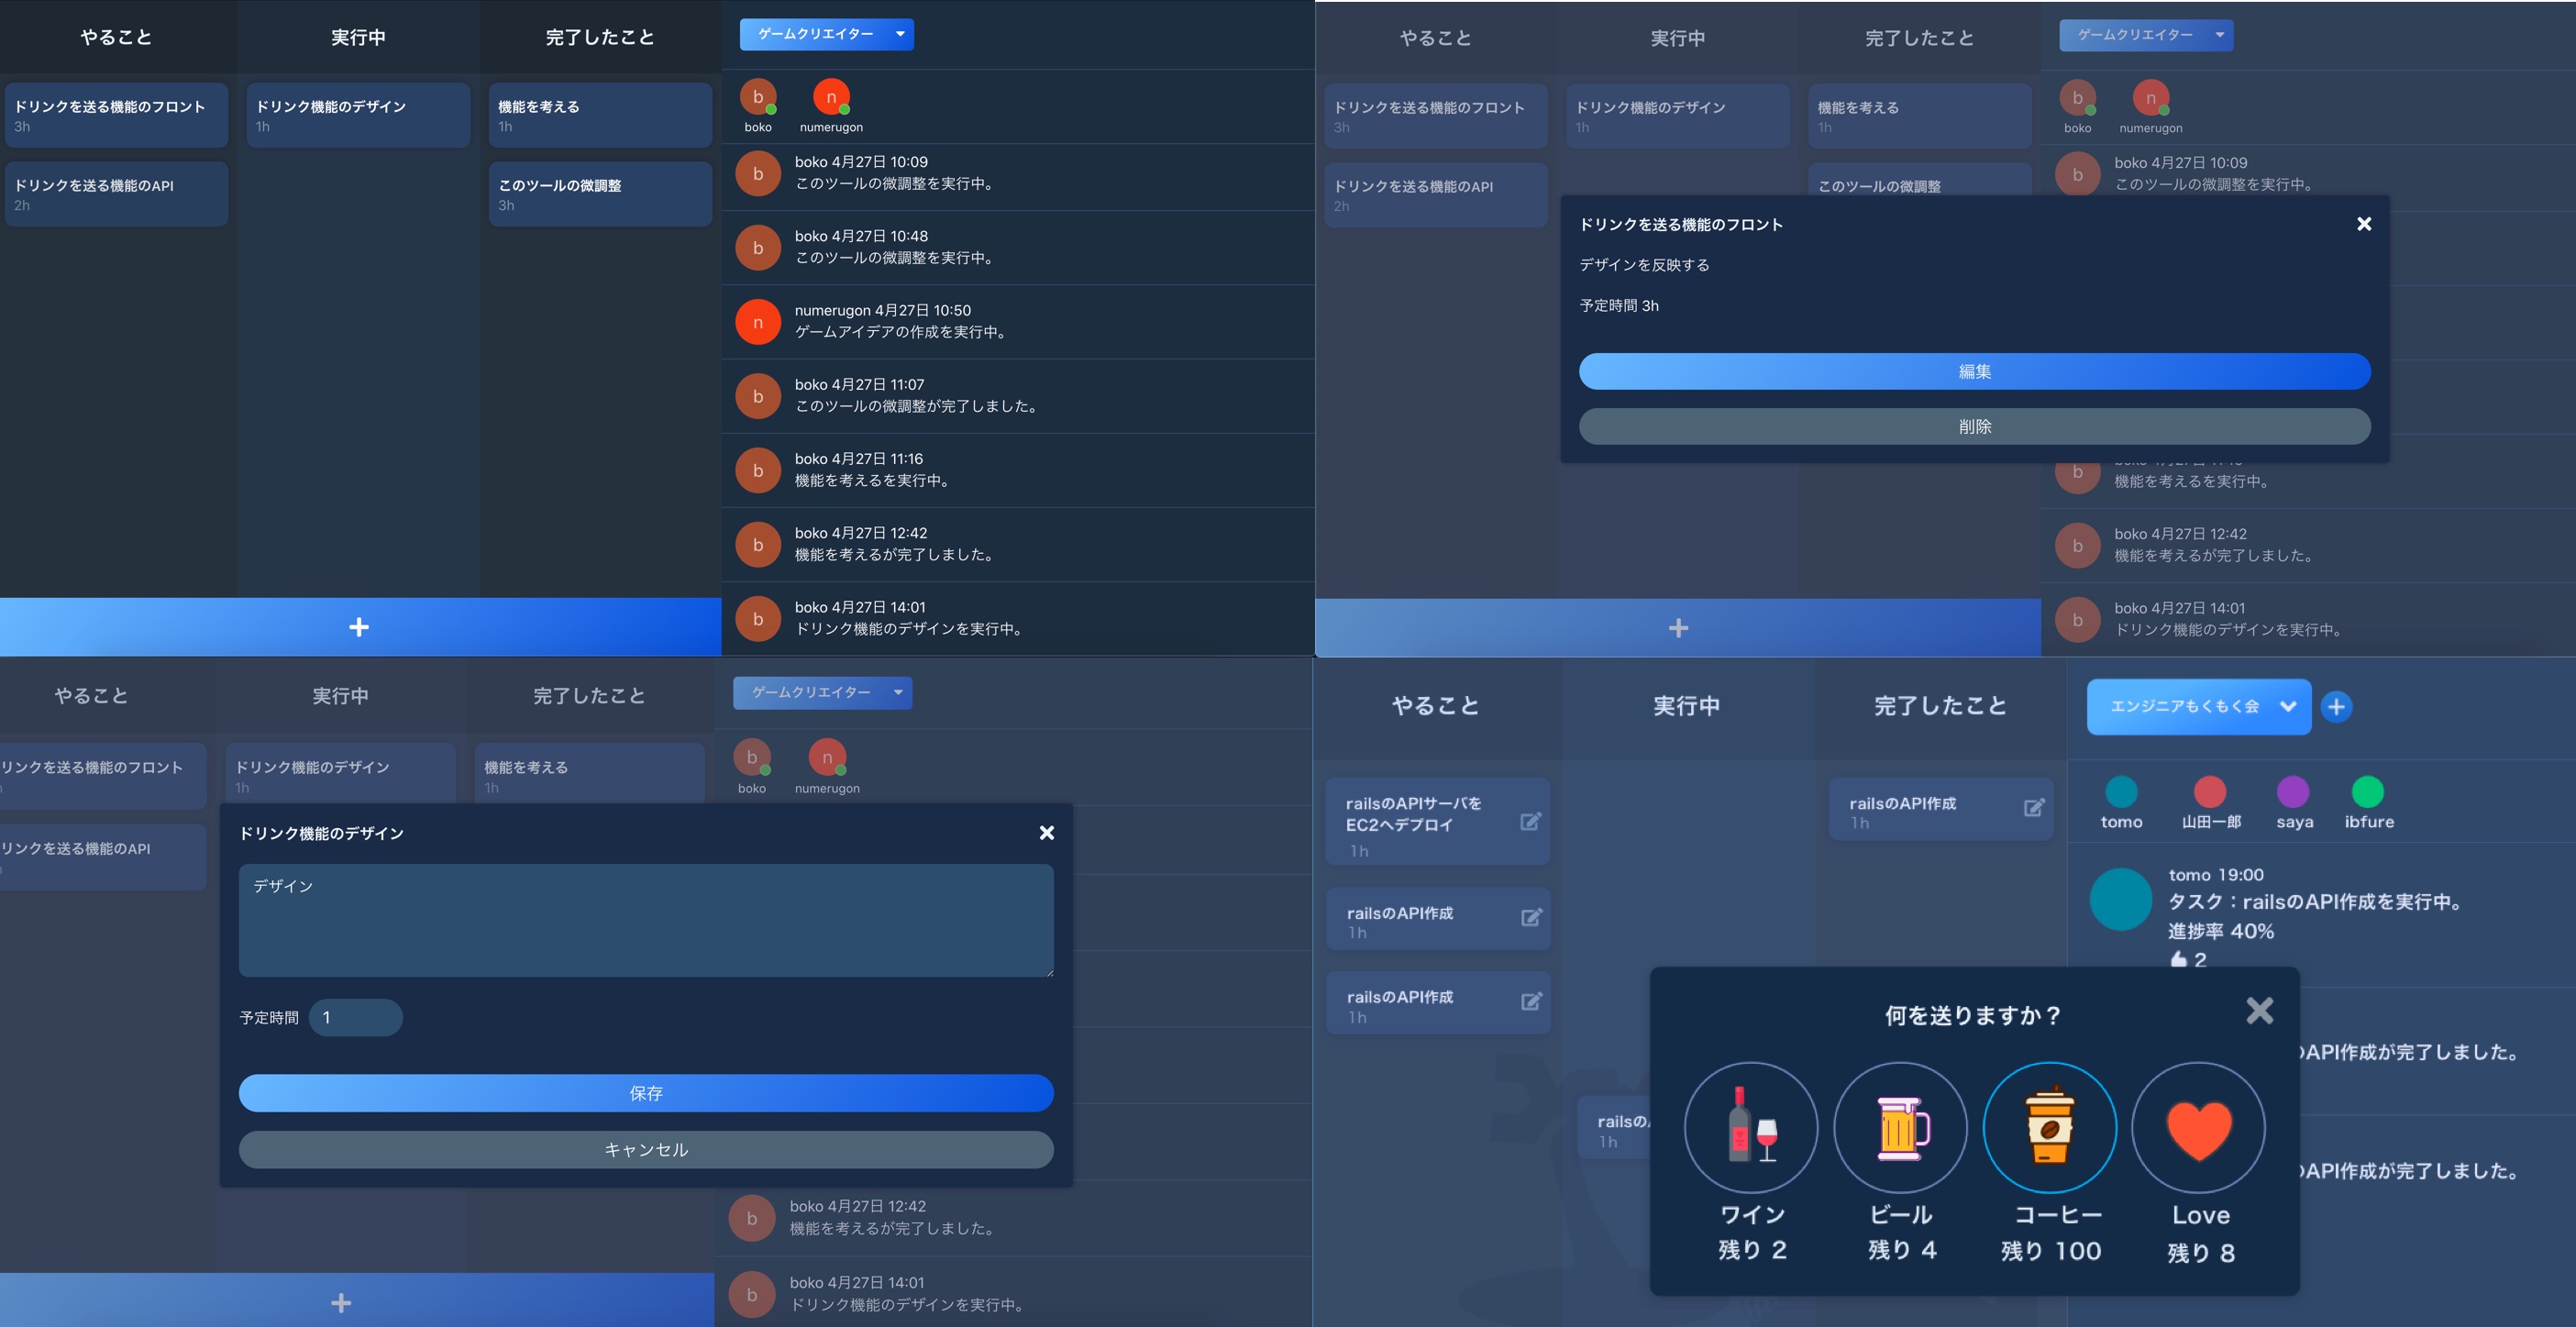 やること
実行中
完了したこと
ドリンクを送る機能のフロント
3h
ドリンクを送る機能のAPI
2h
ドリンク機能のデザイン
1h
機能を考える
1h
このツールの微調整
3h
ゲームクリエイター
b
n
boko
numerugon
b
boko 4月27日 10:09
このツールの微調整を実行中。
b
boko 4月27日 10:48
このツールの微調整を実行中。
n
numerugon 4月27日 10:50
ゲームアイデアの作成を実行中。
b
boko 4月27日 11:07
このツールの微調整が完了しました。
b
boko 4月27日 11:16
機能を考えるを実行中。
b
boko 4月27日 12:42
機能を考えるが完了しました。
b
boko 4月27日 14:01
ドリンク機能のデザインを実行中。
やること
実行中
完了したこと
ドリンクを送る機能のフロント
3h
ドリンクを送る機能のAPI
2h
ドリンク機能のデザイン
1h
機能を考える
1h
このツールの微調整
ゲームクリエイター
b
n
boko
numerugon
b
boko 4月27日 10:09
このツールの微調整を実行中。
ドリンクを送る機能のフロント
デザインを反映する
予定時間 3h
編集
削除
b
機能を考えるを実行中。
b
boko 4月27日 12:42
機能を考えるが完了しました。
b
boko 4月27日 14:01
ドリンク機能のデザインを実行中。
やること
実行中
完了したこと
リンクを送る機能のフロント
リンクを送る機能のAPI
ドリンク機能のデザイン
1h
機能を考える
1h
ゲームクリエイター
b
n
boko
numerugon
ドリンク機能のデザイン
デザイン
予定時間
1
保存
キャンセル
b
boko 4月27日 12:42
機能を考えるが完了しました。
b
boko 4月27日 14:01
ドリンク機能のデザインを実行中。
やること
実行中
完了したこと
railsのAPIサーバを
EC2へデプロイ
1h
railsのAPI作成
1h
railsのAPI作成
1h
railsの
1h
railsのAPI作成
1h
エンジニアもくもく会
tomo
山田一郎
saya
ibfure
tomo 19:00
タスク：railsのAPI作成を実行中。
進捗率 40%
2
API作成が完了しました。
API作成が完了しました。
何を送りますか？
ワイン
残り 2
ビール
残り 4
コーヒー
残り 100
Love
残り 8